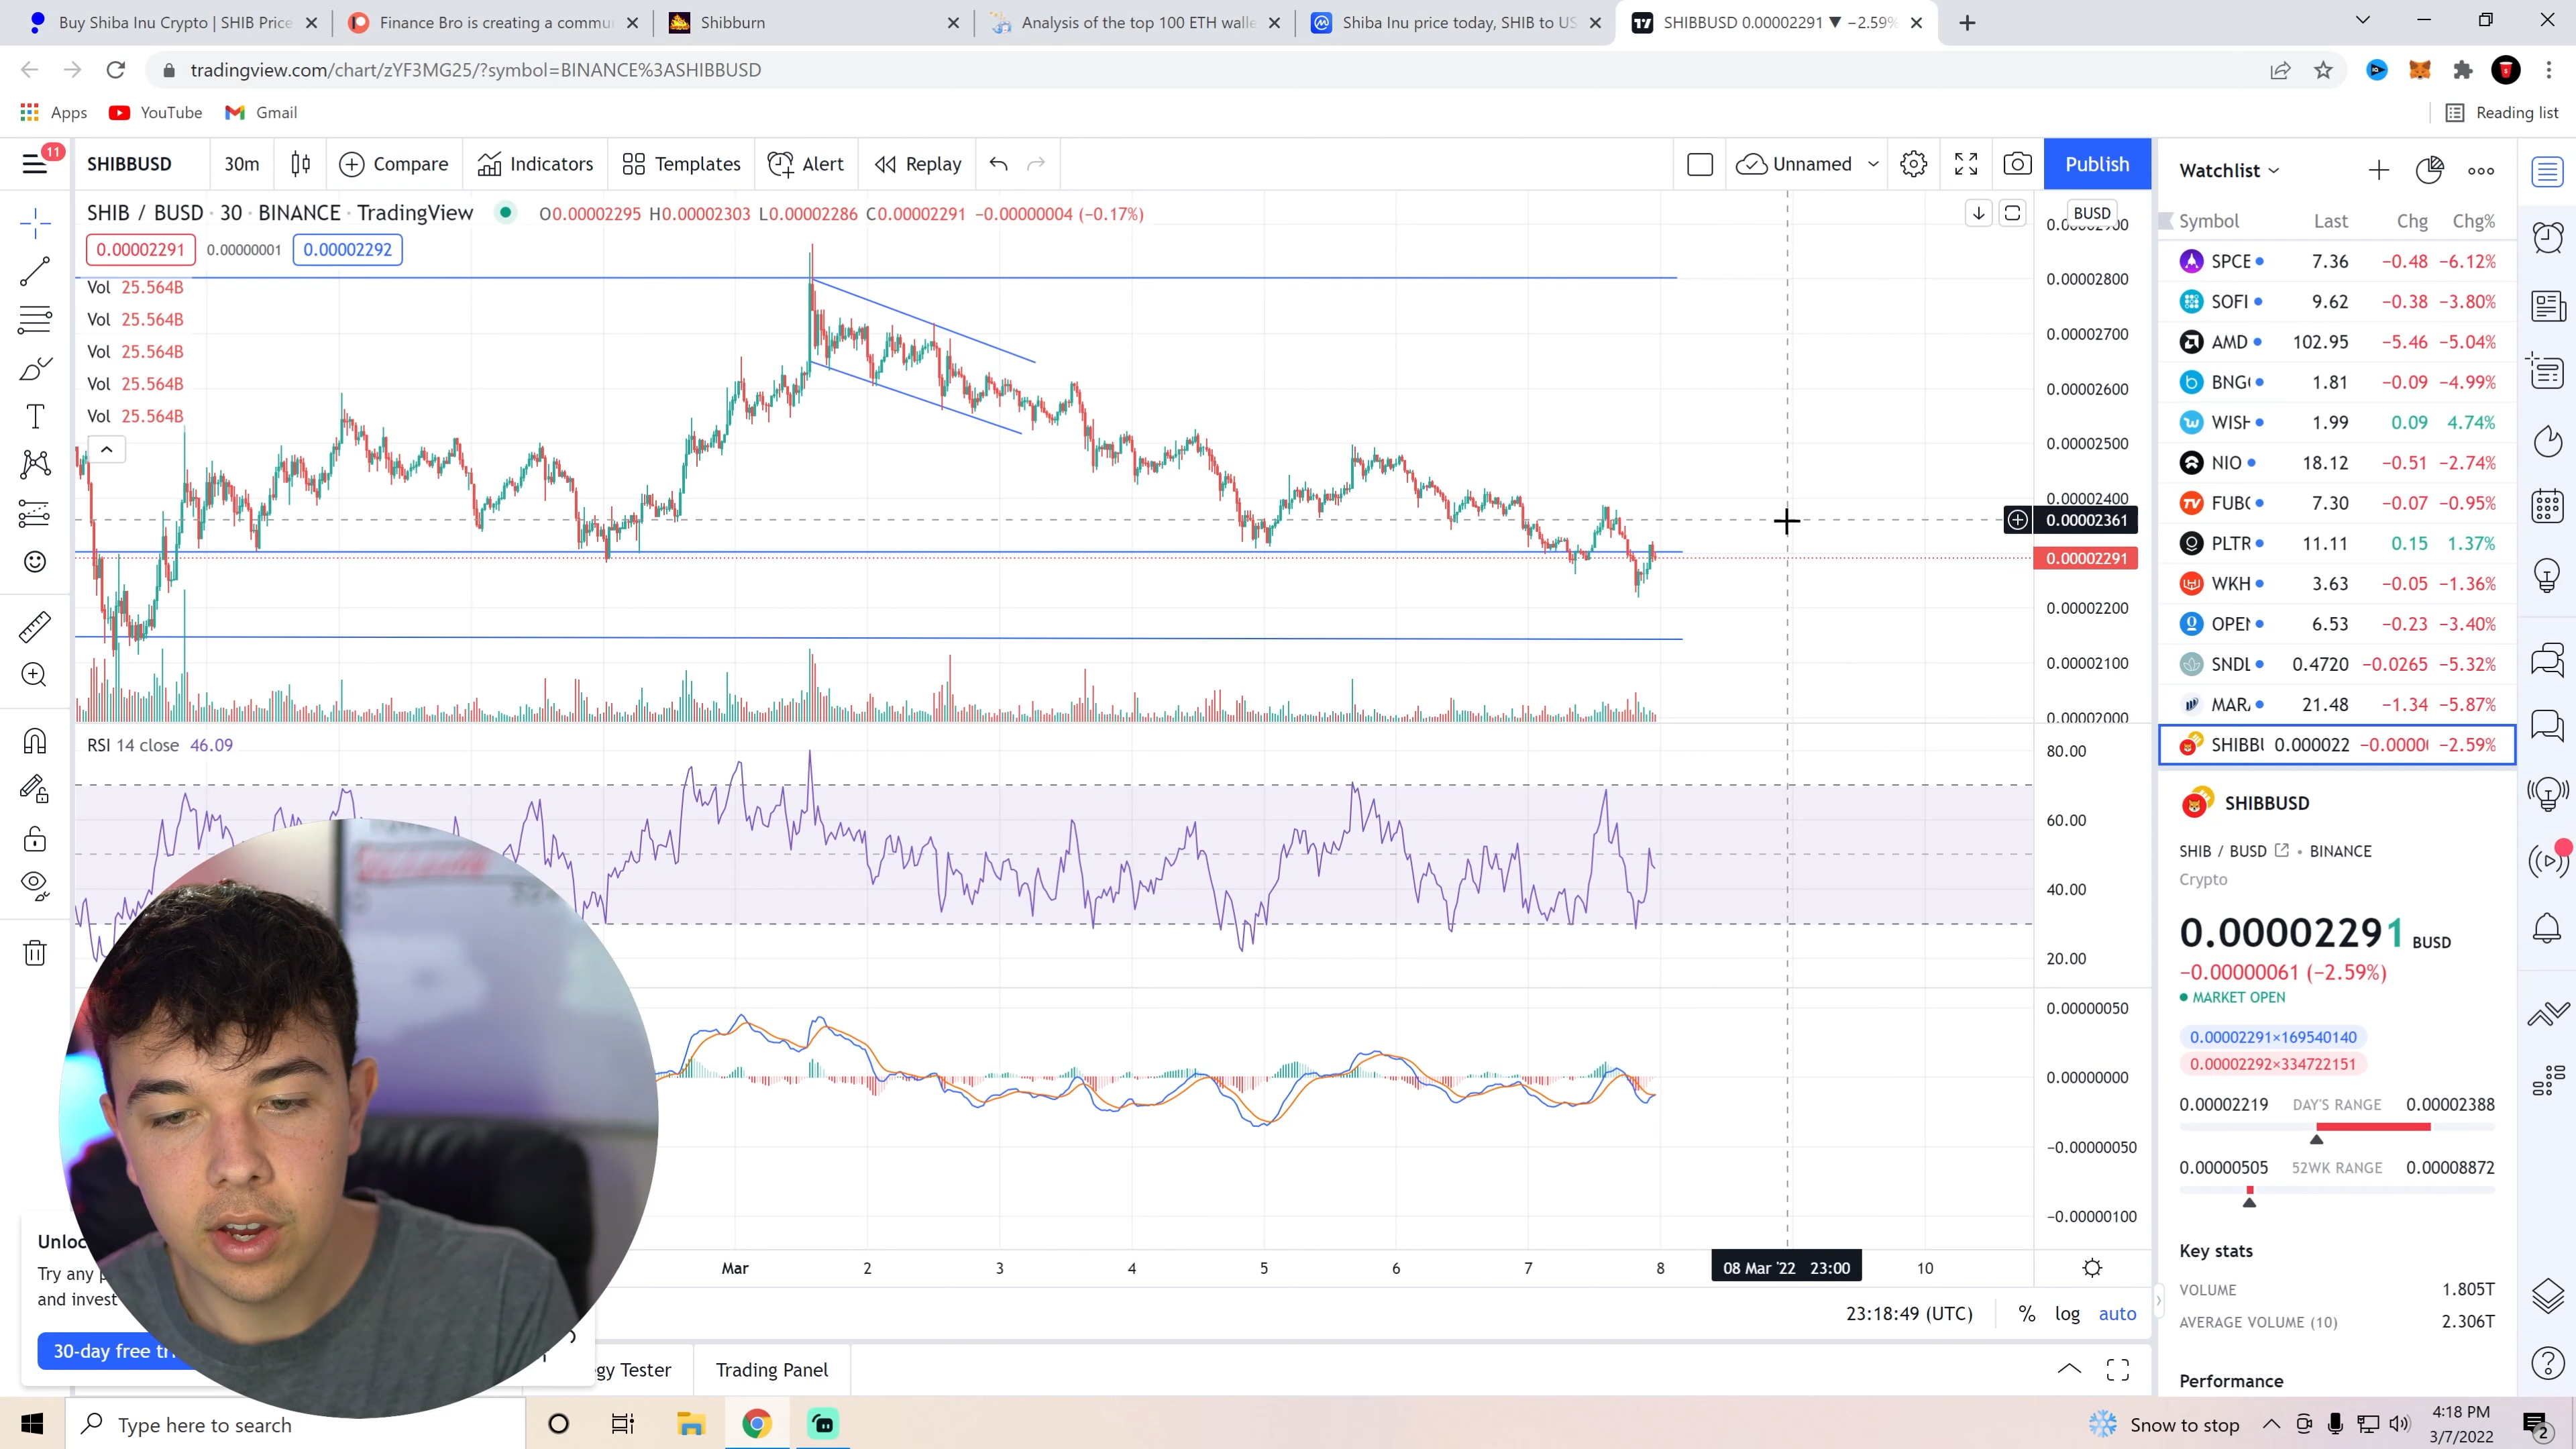 Buy Shiba Inu Crypto | SHIB Price
Finance Bro is creating a commu
Shibburn
Analysis of the top 100 ETH walle
Shiba Inu price today, SHIB to US
SHIBBUSD 0.00002291 ▼ −2.59%
tradingview.com/chart/zYF3MG25/?symbol=BINANCE%3ASHIBBUSD
Apps YouTube Gmail Reading list
11
SHIBBUSD 30m Compare Indicators Templates Alert Replay Unnamed Publish
SHIB / BUSD · 30 · BINANCE · TradingView O0.00002295 H0.00002303 L0.00002286 C0.00002291 −0.00000004 (−0.17%)
0.00002291 0.00000001 0.00002292
Vol 25.564B
Vol 25.564B
Vol 25.564B
Vol 25.564B
Vol 25.564B
BUSD
0.00002900
0.00002800
0.00002700
0.00002600
0.00002500
0.00002400
0.00002361
0.00002291
0.00002200
0.00002100
0.00002000
RSI 14 close 46.09
80.00
60.00
40.00
20.00
0.00000050
0.00000000
−0.00000050
−0.00000100
Mar 2 3 4 5 6 7 8 08 Mar '22 23:00 10
23:18:49 (UTC) % log auto
Try any
and invest
30-day free
Tester Trading Panel
Watchlist
Symbol Last Chg Chg%
SPCE 7.36 −0.48 −6.12%
SOFI 9.62 −0.38 −3.80%
AMD 102.95 −5.46 −5.04%
BNG 1.81 −0.09 −4.99%
WISH 1.99 0.09 4.74%
NIO 18.12 −0.51 −2.74%
FUBO 7.30 −0.07 −0.95%
PLTR 11.11 0.15 1.37%
WKH 3.63 −0.05 −1.36%
OPEN 6.53 −0.23 −3.40%
SNDL 0.4720 −0.0265 −5.32%
MARA 21.48 −1.34 −5.87%
SHIBBU 0.000022 −0.0000 −2.59%
SHIBBUSD
SHIB / BUSD • BINANCE
Crypto
0.00002291 BUSD
−0.00000061 (−2.59%)
MARKET OPEN
0.00002291×169540140
0.00002292×334722151
0.00002219 DAY'S RANGE 0.00002388
0.00000505 52WK RANGE 0.00008872
Key stats
VOLUME 1.805T
AVERAGE VOLUME (10) 2.306T
Performance
Type here to search
Snow to stop
4:18 PM
3/7/2022
2